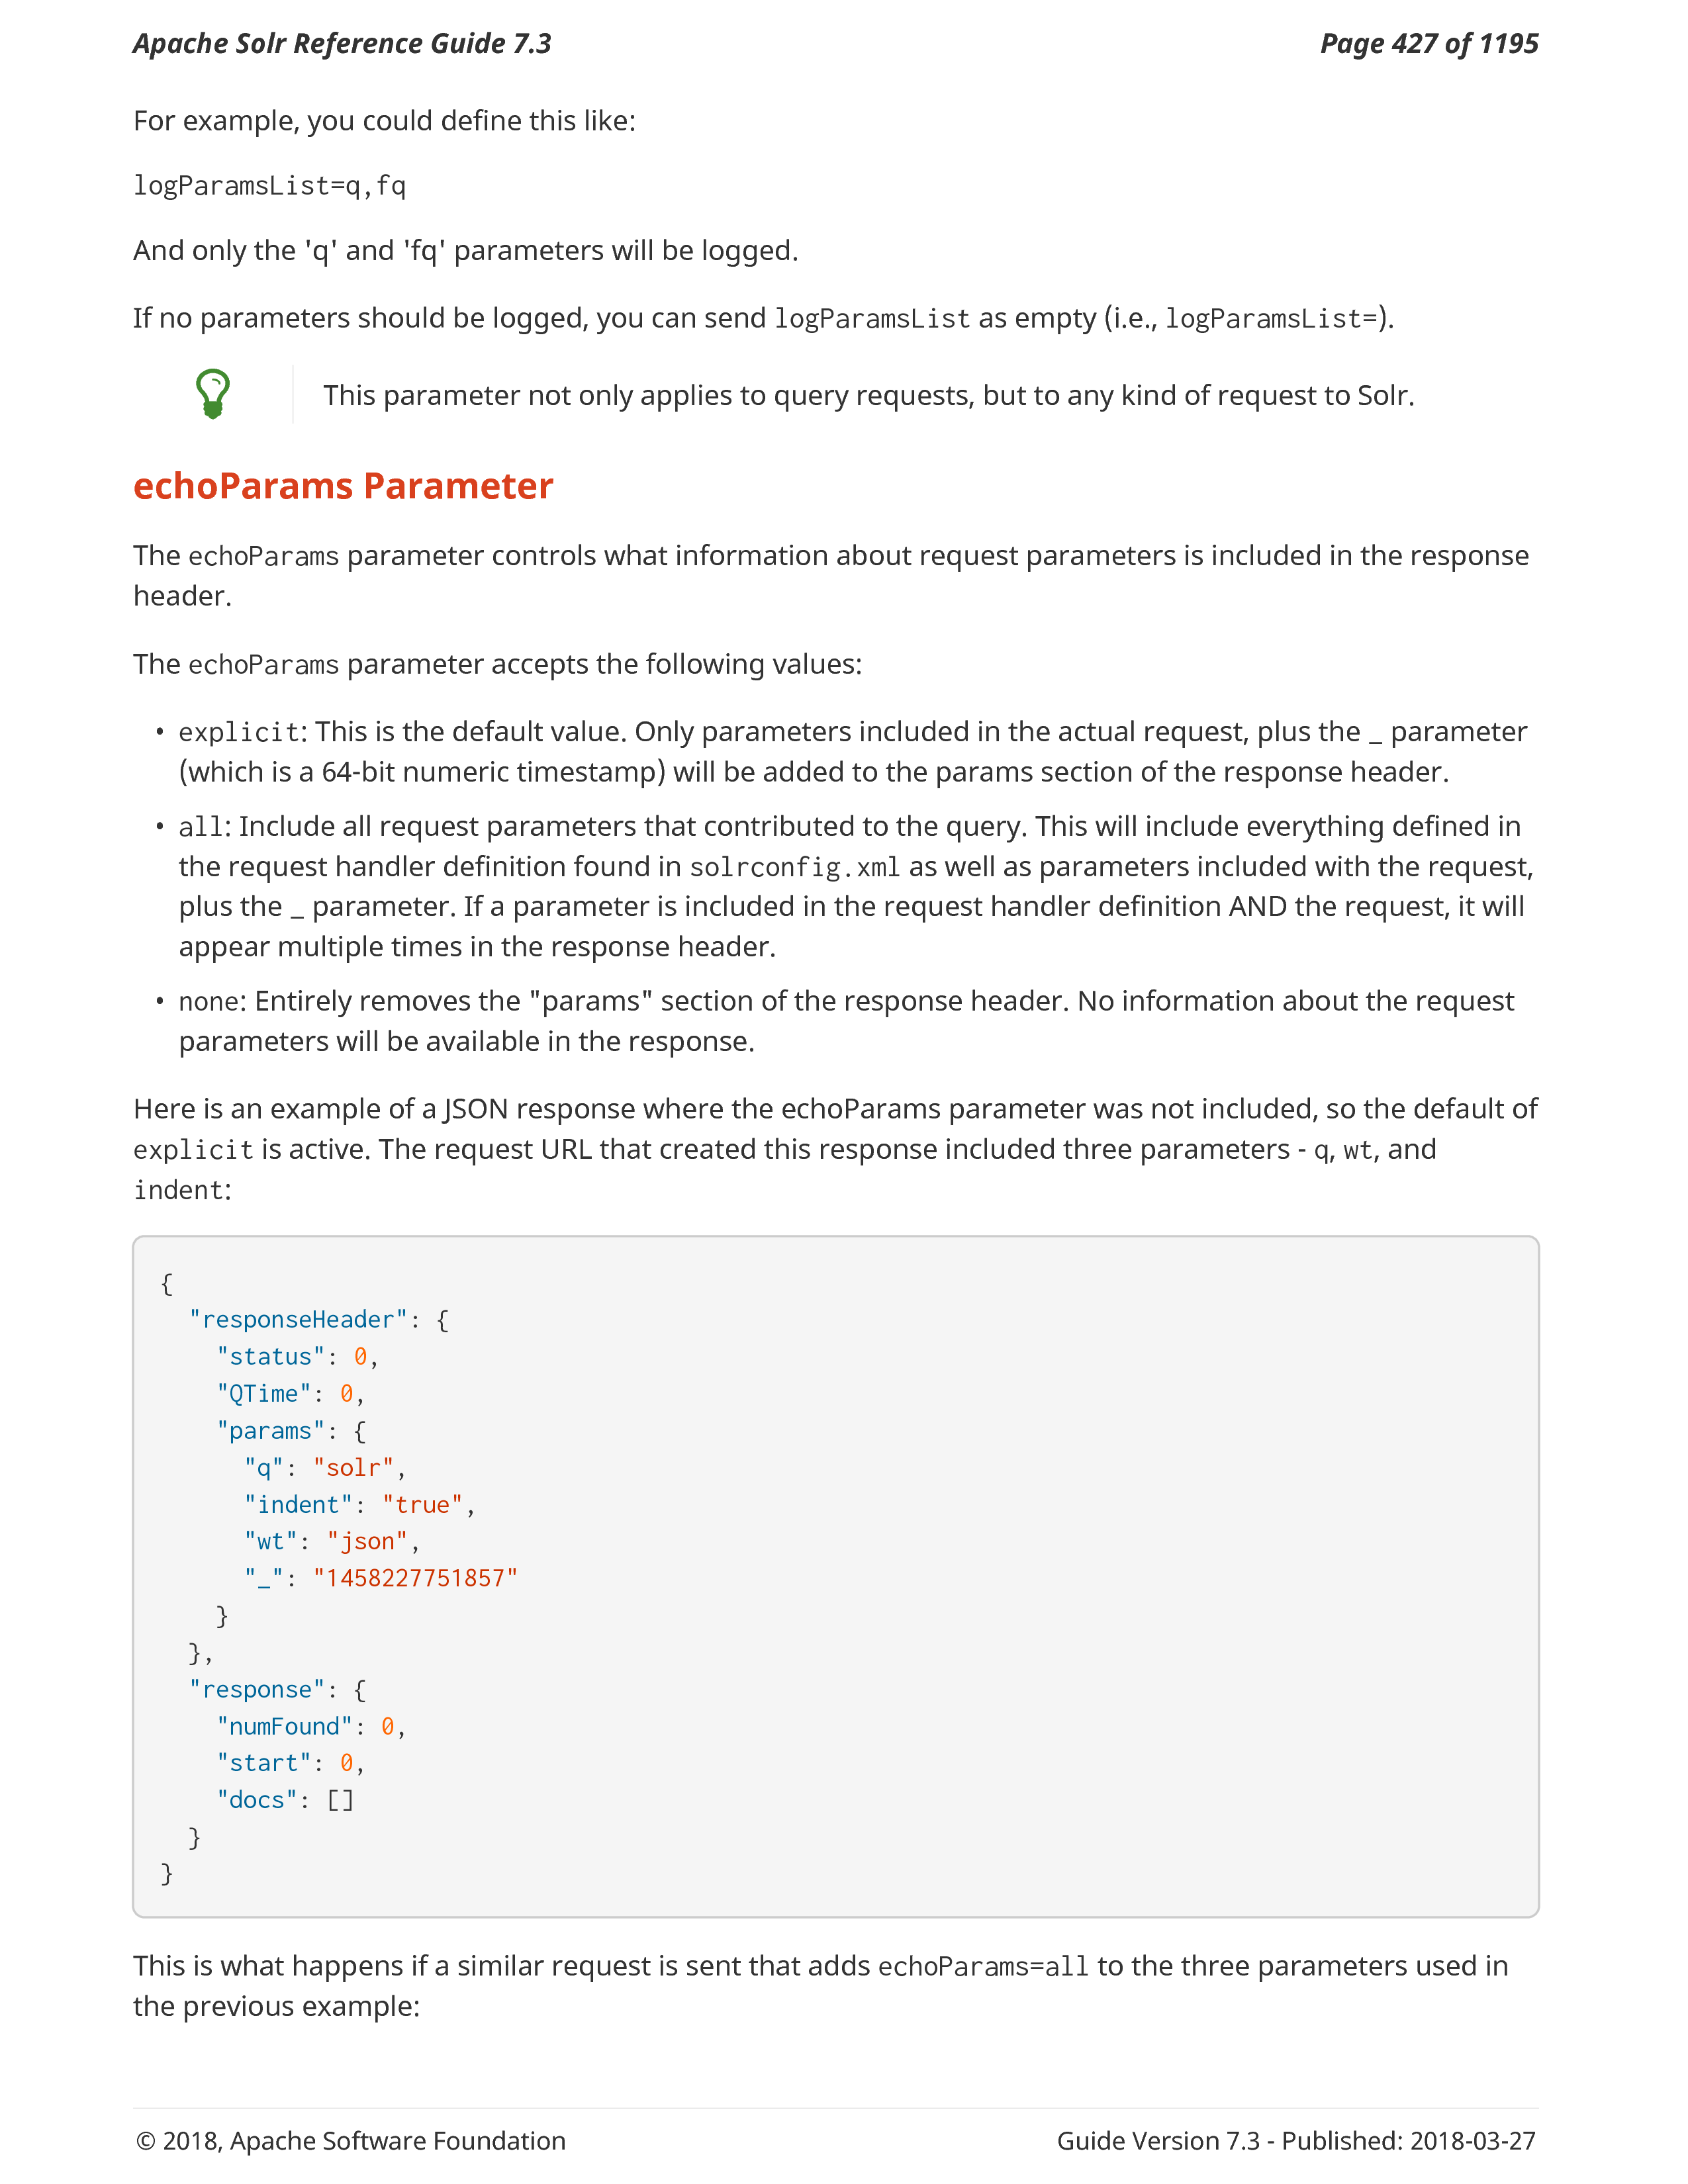 Apache Solr Reference Guide 7.3 Page 427 of 1195
For example, you could define this like:
logParamsList=q,fq
And only the 'q' and 'fq' parameters will be logged.
If no parameters should be logged, you can send logParamsList as empty (i.e., logParamsList=).
This parameter not only applies to query requests, but to any kind of request to Solr.
echoParams Parameter
The echoParams parameter controls what information about request parameters is included in the response
header.
The echoParams parameter accepts the following values:
• explicit: This is the default value. Only parameters included in the actual request, plus the _ parameter
(which is a 64-bit numeric timestamp) will be added to the params section of the response header.
• all: Include all request parameters that contributed to the query. This will include everything defined in
the request handler definition found in solrconfig.xml as well as parameters included with the request,
plus the _ parameter. If a parameter is included in the request handler definition AND the request, it will
appear multiple times in the response header.
• none: Entirely removes the "params" section of the response header. No information about the request
parameters will be available in the response.
Here is an example of a JSON response where the echoParams parameter was not included, so the default of
explicit is active. The request URL that created this response included three parameters - q, wt, and
indent:
{
  "responseHeader": {
    "status": 0,
    "QTime": 0,
    "params": {
      "q": "solr",
      "indent": "true",
      "wt": "json",
      "_": "1458227751857"
    }
  },
  "response": {
    "numFound": 0,
    "start": 0,
    "docs": []
  }
}
This is what happens if a similar request is sent that adds echoParams=all to the three parameters used in
the previous example:
© 2018, Apache Software Foundation Guide Version 7.3 - Published: 2018-03-27